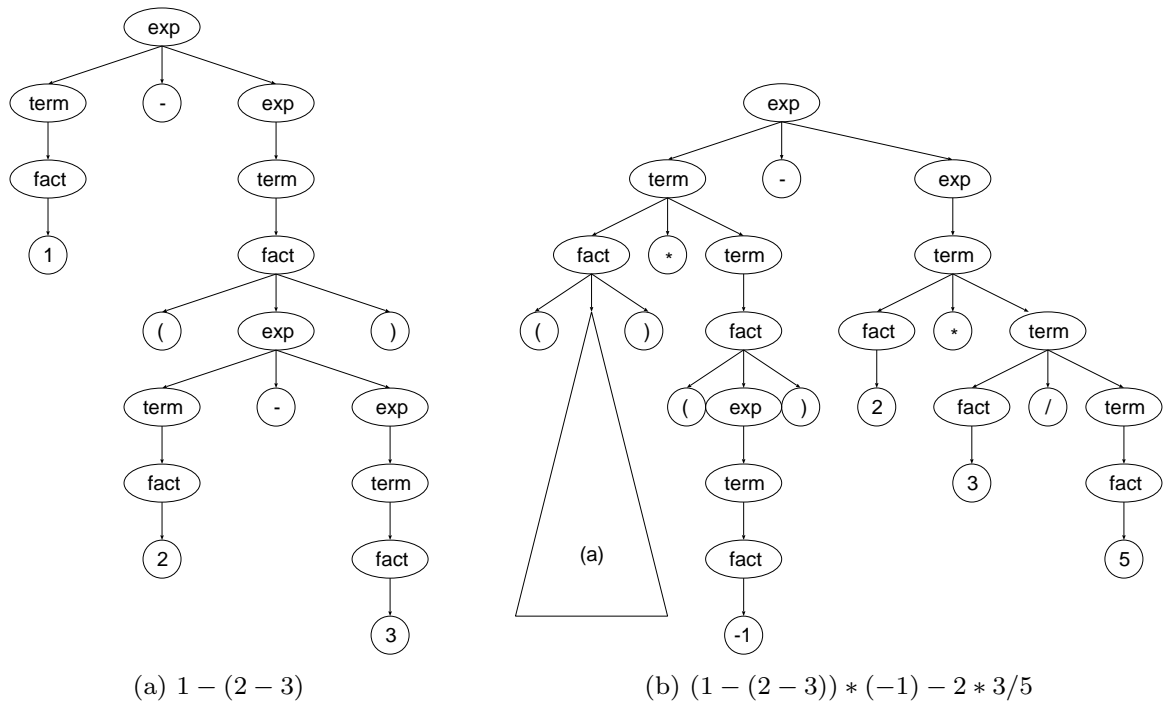 exp
term - exp
exp
fact term
term - exp
1 fact
fact * term
term
( exp )
( ) fact
fact * term
term - exp
( exp )
2 fact / term
fact term
term
3 fact
2 fact
(a) fact
5
3
-1
(a) 1 − (2 − 3)
(b) (1 − (2 − 3)) ∗ (−1) − 2 ∗ 3/5